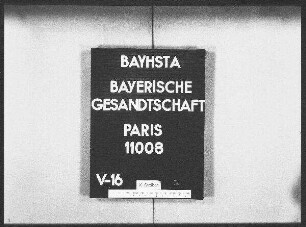 BAYHSTA
BAYERISCHE
GESANDTSCHAFT
PARIS
11008
V-16